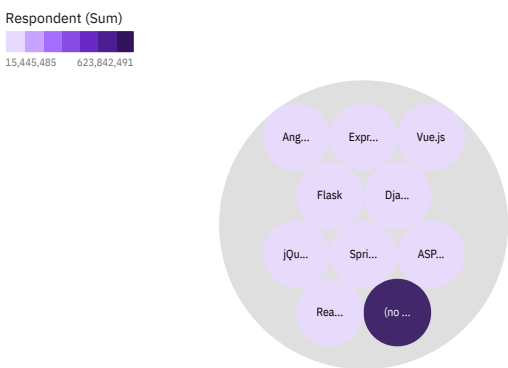 Respondent (Sum)
15,445,485 623,842,491
Ang... Expr... Vue.js
Flask Dja...
jQu... Spri... ASP...
Rea... (no ...